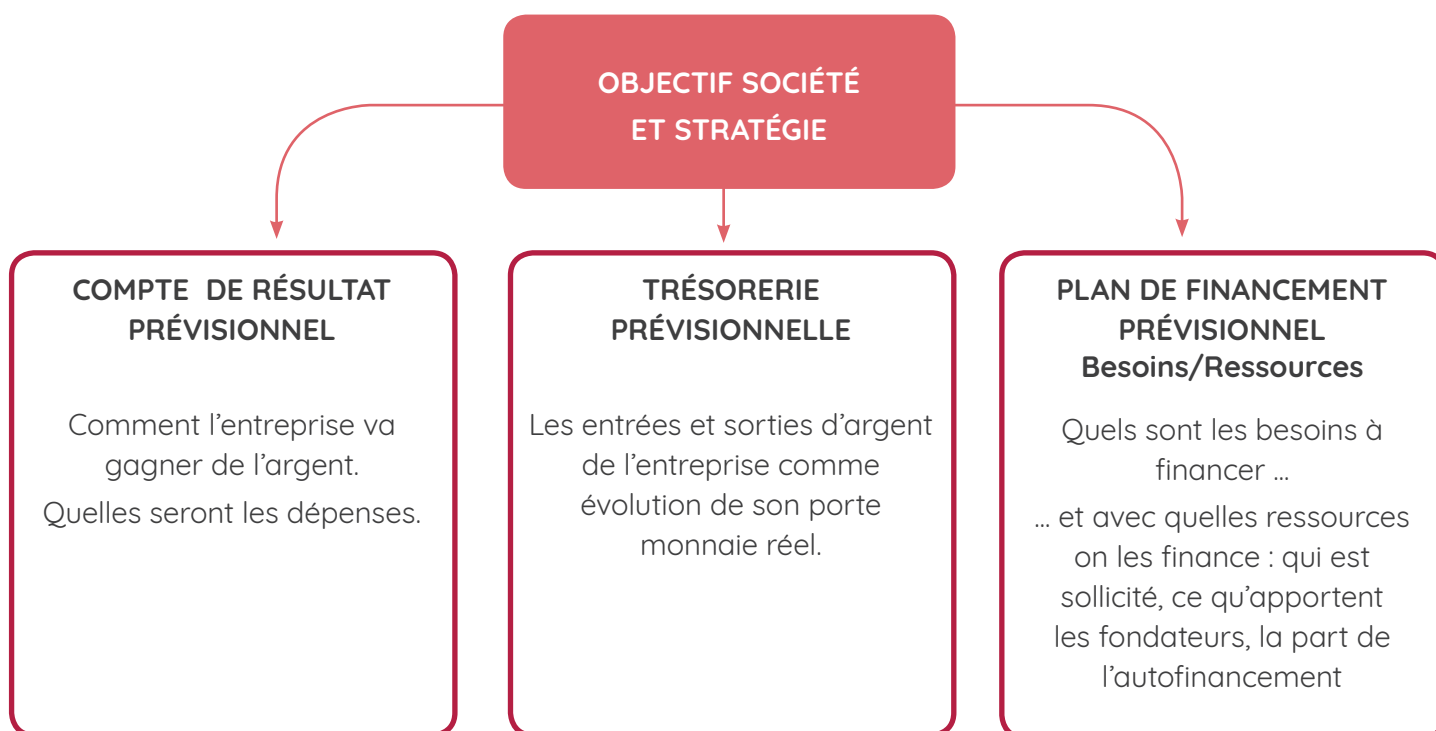 OBJECTIF SOCIÉTÉ
ET STRATÉGIE
COMPTE DE RÉSULTAT
PRÉVISIONNEL
Comment l’entreprise va
gagner de l’argent.
Quelles seront les dépenses.
TRÉSORERIE
PRÉVISIONNELLE
Les entrées et sorties d’argent
de l’entreprise comme
évolution de son porte
monnaie réel.
PLAN DE FINANCEMENT
PRÉVISIONNEL
Besoins/Ressources
Quels sont les besoins à
financer ...
... et avec quelles ressources
on les finance : qui est
sollicité, ce qu’apportent
les fondateurs, la part de
l’autofinancement